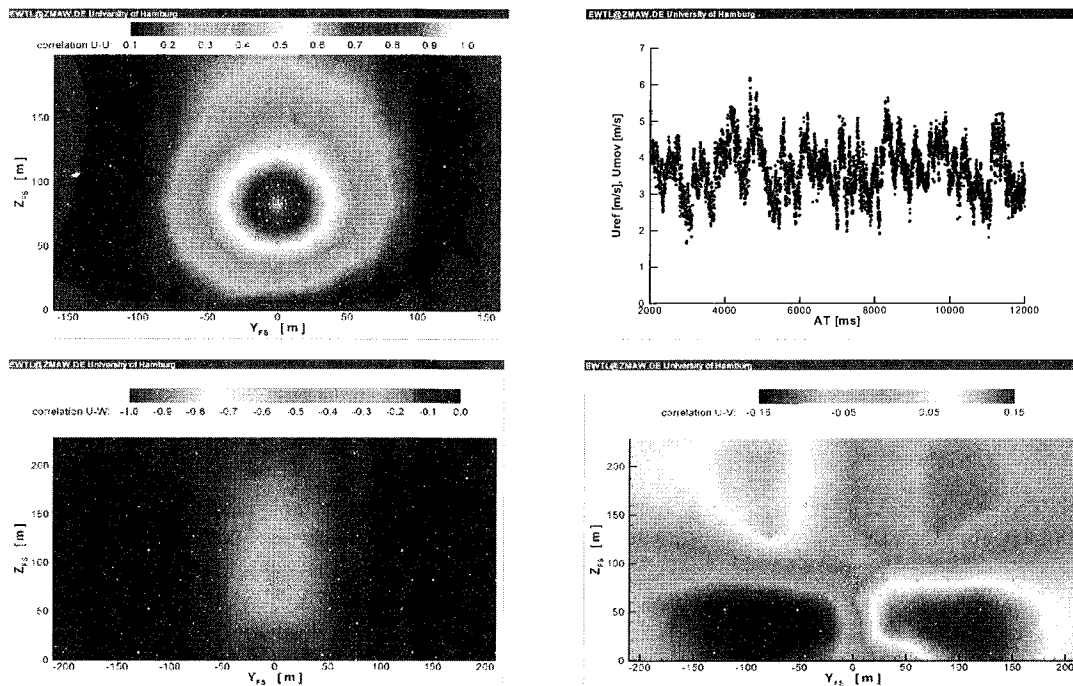 EWTL@ZMAW.DE University of Hamburg
correlation U-U: 0.1 0.2 0.3 0.4 0.5 0.6 0.7 0.8 0.9 1.0
Z_FS [m]
150
100
50
0
-150 -100 -50 0 50 100 150
Y_FS [m]
EWTL@ZMAW.DE University of Hamburg
Uref [m/s], Umov [m/s]
7
6
5
4
3
2
1
0
2000 4000 6000 8000 10000 12000
AT [ms]
EWTL@ZMAW.DE University of Hamburg
correlation U-W: -1.0 -0.9 -0.8 -0.7 -0.6 -0.5 -0.4 -0.3 -0.2 -0.1 0.0
Z_FS [m]
200
150
100
50
0
-200 -150 -100 -50 0 50 100 150 200
Y_FS [m]
EWTL@ZMAW.DE University of Hamburg
correlation U-V: -0.15 -0.05 0.05 0.15
Z_FS [m]
200
150
100
50
0
-200 -150 -100 -50 0 50 100 150 200
Y_FS [m]